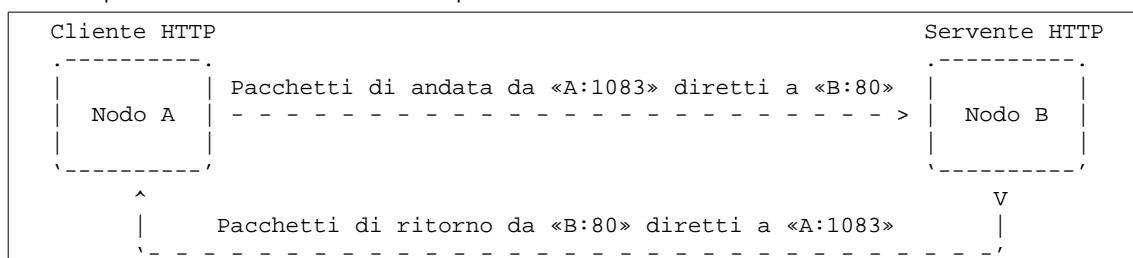 Cliente HTTP Servente HTTP
Pacchetti di andata da «A:1083» diretti a «B:80»
Nodo A Nodo B
Pacchetti di ritorno da «B:80» diretti a «A:1083»